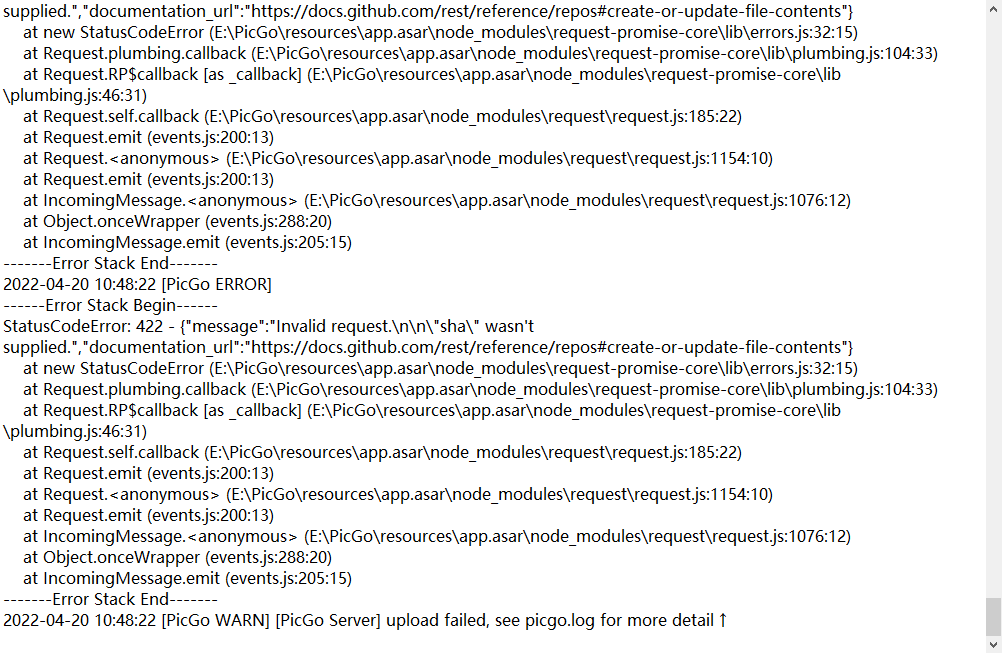 supplied.","documentation_url":"https://docs.github.com/rest/reference/repos#create-or-update-file-contents"}
    at new StatusCodeError (E:\PicGo\resources\app.asar\node_modules\request-promise-core\lib\errors.js:32:15)
    at Request.plumbing.callback (E:\PicGo\resources\app.asar\node_modules\request-promise-core\lib\plumbing.js:104:33)
    at Request.RP$callback [as _callback] (E:\PicGo\resources\app.asar\node_modules\request-promise-core\lib
\plumbing.js:46:31)
    at Request.self.callback (E:\PicGo\resources\app.asar\node_modules\request\request.js:185:22)
    at Request.emit (events.js:200:13)
    at Request.<anonymous> (E:\PicGo\resources\app.asar\node_modules\request\request.js:1154:10)
    at Request.emit (events.js:200:13)
    at IncomingMessage.<anonymous> (E:\PicGo\resources\app.asar\node_modules\request\request.js:1076:12)
    at Object.onceWrapper (events.js:288:20)
    at IncomingMessage.emit (events.js:205:15)
-------Error Stack End-------
2022-04-20 10:48:22 [PicGo ERROR]
------Error Stack Begin------
StatusCodeError: 422 - {"message":"Invalid request.\n\n\"sha\" wasn't
supplied.","documentation_url":"https://docs.github.com/rest/reference/repos#create-or-update-file-contents"}
    at new StatusCodeError (E:\PicGo\resources\app.asar\node_modules\request-promise-core\lib\errors.js:32:15)
    at Request.plumbing.callback (E:\PicGo\resources\app.asar\node_modules\request-promise-core\lib\plumbing.js:104:33)
    at Request.RP$callback [as _callback] (E:\PicGo\resources\app.asar\node_modules\request-promise-core\lib
\plumbing.js:46:31)
    at Request.self.callback (E:\PicGo\resources\app.asar\node_modules\request\request.js:185:22)
    at Request.emit (events.js:200:13)
    at Request.<anonymous> (E:\PicGo\resources\app.asar\node_modules\request\request.js:1154:10)
    at Request.emit (events.js:200:13)
    at IncomingMessage.<anonymous> (E:\PicGo\resources\app.asar\node_modules\request\request.js:1076:12)
    at Object.onceWrapper (events.js:288:20)
    at IncomingMessage.emit (events.js:205:15)
-------Error Stack End-------
2022-04-20 10:48:22 [PicGo WARN] [PicGo Server] upload failed, see picgo.log for more detail ↑